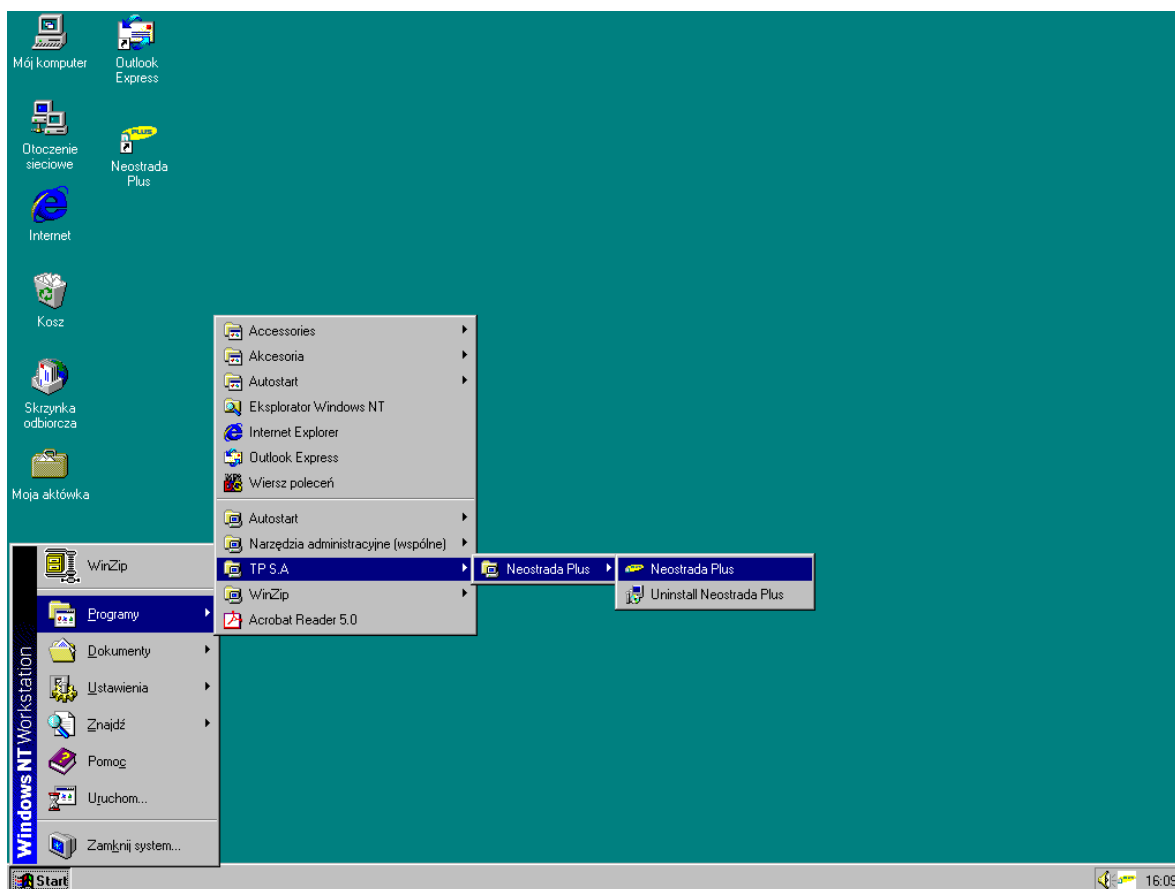 Mój komputer
Outlook
Express
Otoczenie
sieciowe
PLUS
Neostrada
Plus
Internet
Kosz
Skrzynka
odbiorcza
Moja aktówka
Accessories
Akcesoria
Autostart
Eksplorator Windows NT
Internet Explorer
Outlook Express
Wiersz poleceń
Autostart
Narzędzia administracyjne (wspólne)
TP S.A
WinZip
Acrobat Reader 5.0
Neostrada Plus
Neostrada Plus
Uninstall Neostrada Plus
WinZip
Programy
Dokumenty
Ustawienia
Znajdź
Pomoc
Uruchom...
Zamknij system...
Windows NT Workstation
Start
16:09